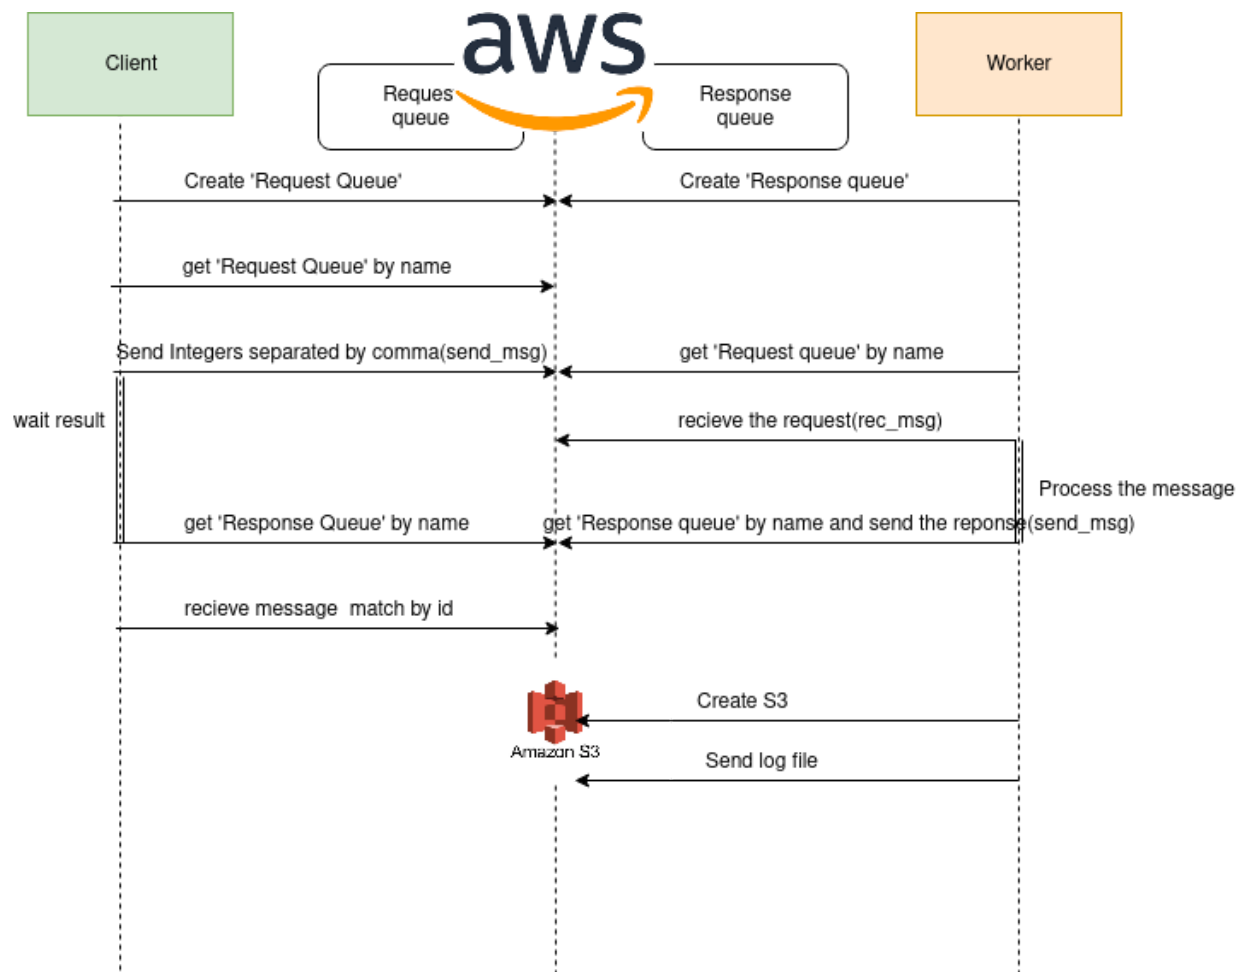 Client
aws
Reques
queue
Response
queue
Worker
Create 'Request Queue'
Create 'Response queue'
get 'Request Queue' by name
Send Integers separated by comma(send_msg)
get 'Request queue' by name
wait result
recieve the request(rec_msg)
Process the message
get 'Response Queue' by name
get 'Response queue' by name and send the reponse(send_msg)
recieve message  match by id
Create S3
Amazon S3
Send log file